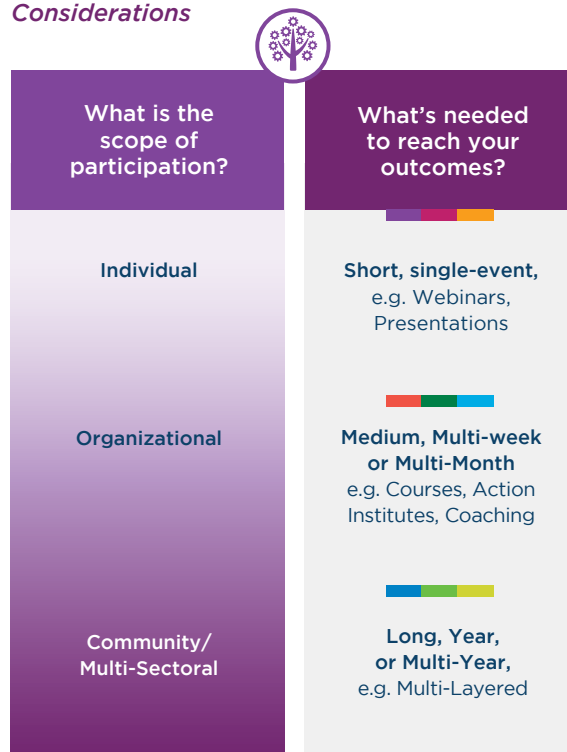 Considerations
What is the
scope of
participation?
Individual
Organizational
Community/
Multi-Sectoral
What’s needed
to reach your
outcomes?
Short, single-event,
e.g. Webinars,
Presentations
Medium, Multi-week
or Multi-Month
e.g. Courses, Action
Institutes, Coaching
Long, Year,
or Multi-Year,
e.g. Multi-Layered